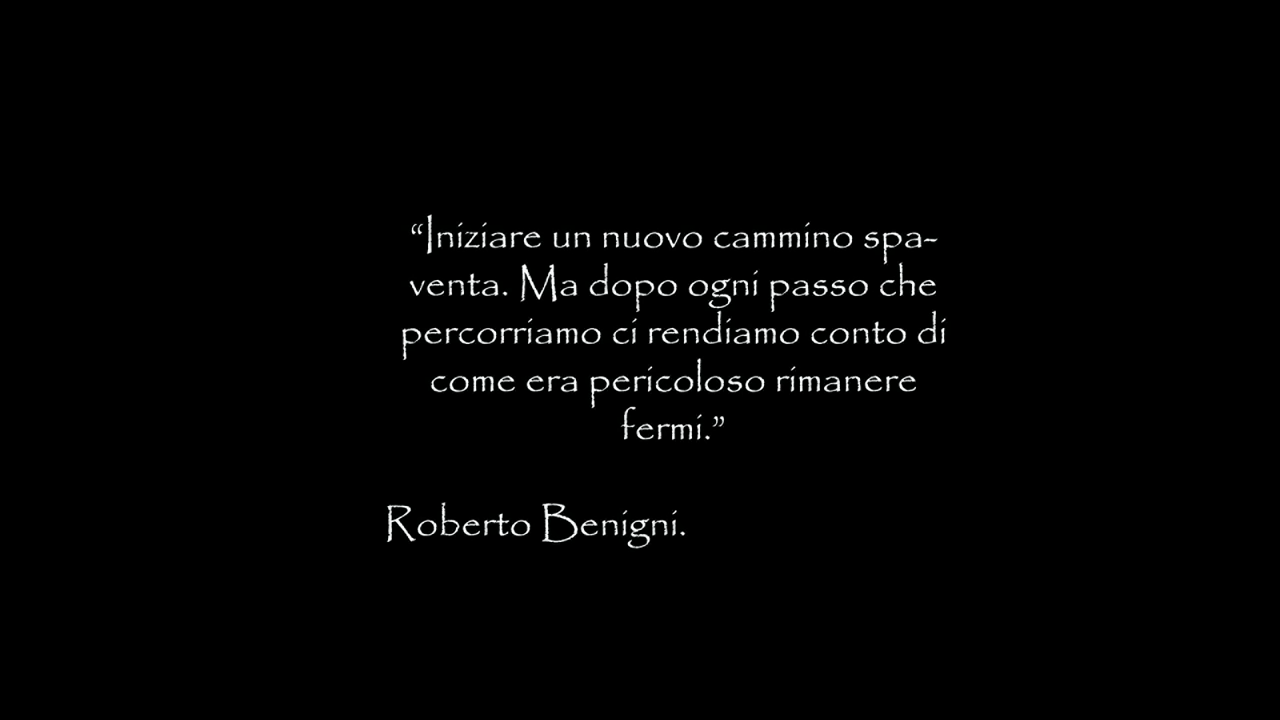 “Iniziare un nuovo cammino spa-
venta. Ma dopo ogni passo che
percorriamo ci rendiamo conto di
come era pericoloso rimanere
fermi.”
Roberto Benigni.